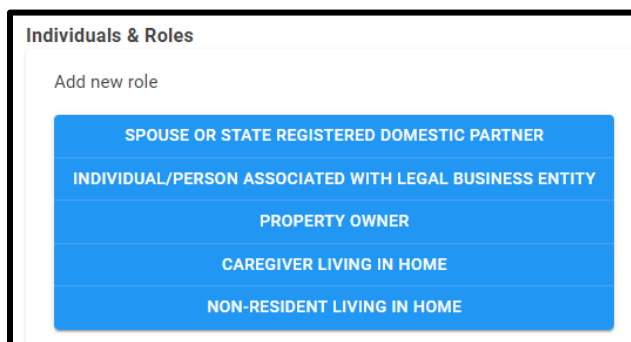 Individuals & Roles
Add new role
SPOUSE OR STATE REGISTERED DOMESTIC PARTNER
INDIVIDUAL/PERSON ASSOCIATED WITH LEGAL BUSINESS ENTITY
PROPERTY OWNER
CAREGIVER LIVING IN HOME
NON-RESIDENT LIVING IN HOME